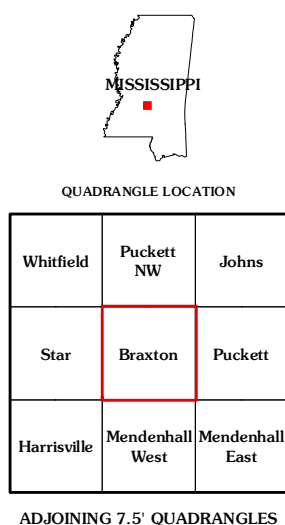 MISSISSIPPI
QUADRANGLE LOCATION
Whitfield
Puckett
NW
Johns
Star
Braxton
Puckett
Harrisville
Mendenhall
West
Mendenhall
East
ADJOINING 7.5' QUADRANGLES